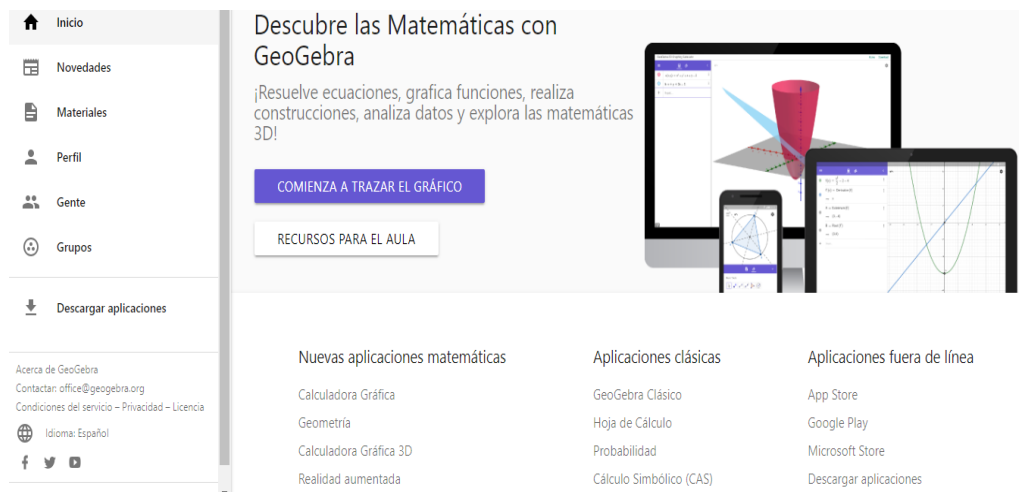 Inicio
Novedades
Materiales
Perfil
Gente
Grupos
Descargar aplicaciones
Acerca de GeoGebra
Contactar: office@geogebra.org
Condiciones del servicio – Privacidad – Licencia
Idioma: Español
Descubre las Matemáticas con
GeoGebra
¡Resuelve ecuaciones, grafica funciones, realiza
construcciones, analiza datos y explora las matemáticas
3D!
COMIENZA A TRAZAR EL GRÁFICO
RECURSOS PARA EL AULA
Nuevas aplicaciones matemáticas
Calculadora Gráfica
Geometría
Calculadora Gráfica 3D
Realidad aumentada
Aplicaciones clásicas
GeoGebra Clásico
Hoja de Cálculo
Probabilidad
Cálculo Simbólico (CAS)
Aplicaciones fuera de línea
App Store
Google Play
Microsoft Store
Descargar aplicaciones